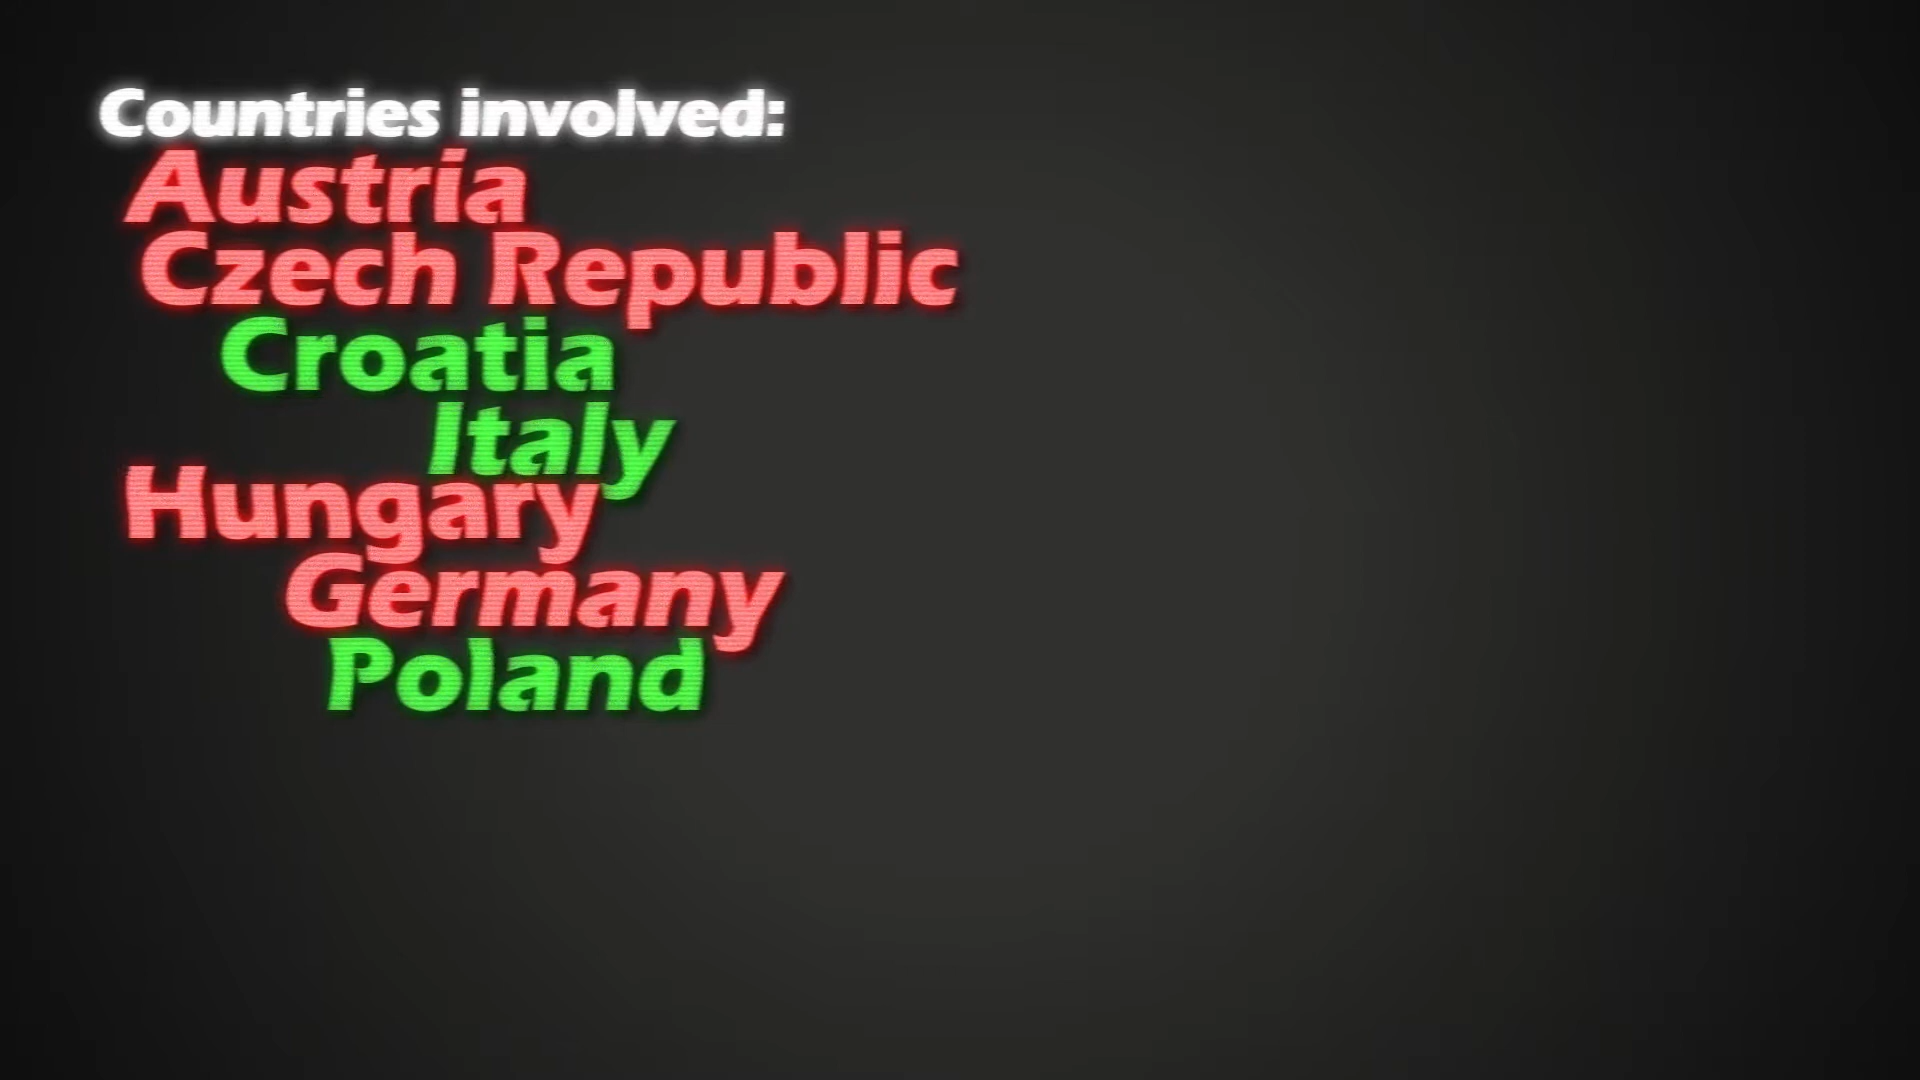 Countries involved:
Austria
Czech Republic
Croatia
Italy
Hungary
Germany
Poland